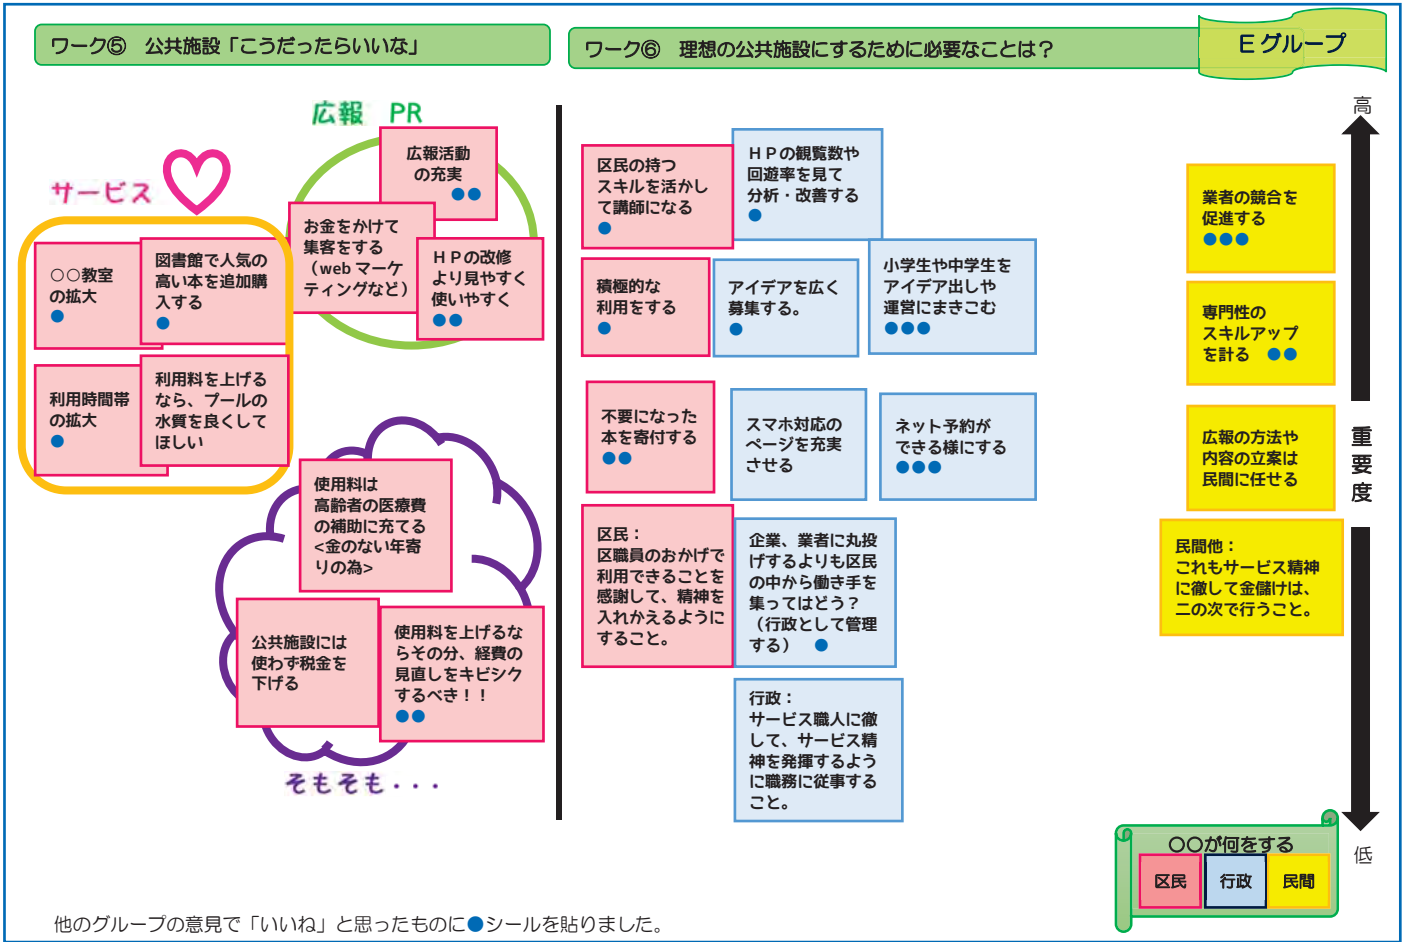 ワーク⑤　公共施設「こうだったらいいな」
ワーク⑥　理想の公共施設にするために必要なことは？
Eグループ
広報　PR
広報活動
の充実
●●
お金をかけて
集客をする
（web マーケ
ティングなど）
ＨＰの改修
より見やすく
使いやすく
●●
サービス
○○教室
の拡大
●
図書館で人気の
高い本を追加購
入する
●
利用時間帯
の拡大
●
利用料を上げる
なら、プールの
水質を良くして
ほしい
使用料は
高齢者の医療費
の補助に充てる
<金のない年寄
りの為>
公共施設には
使わず税金を
下げる
使用料を上げるな
らその分、経費の
見直しをキビシク
するべき！！
●●
そもそも・・・
区民の持つ
スキルを活かし
て講師になる
●
ＨＰの観覧数や
回遊率を見て
分析・改善する
●
積極的な
利用をする
●
アイデアを広く
募集する。
●
小学生や中学生を
アイデア出しや
運営にまきこむ
●●●
不要になった
本を寄付する
●●
スマホ対応の
ページを充実
させる
ネット予約が
できる様にする
●●●
区民：
区職員のおかげで
利用できることを
感謝して、精神を
入れかえるように
すること。
企業、業者に丸投
げするよりも区民
の中から働き手を
集ってはどう？
（行政として管理
する）　●
行政：
サービス職人に徹
して、サービス精
神を発揮するよう
に職務に従事する
こと。
業者の競合を
促進する
●●●
専門性の
スキルアップ
を計る　●●
広報の方法や
内容の立案は
民間に任せる
民間他：
これもサービス精神
に徹して金儲けは、
二の次で行うこと。
高
重要度
低
○○が何をする
区民
行政
民間
他のグループの意見で「いいね」と思ったものに●シールを貼りました。